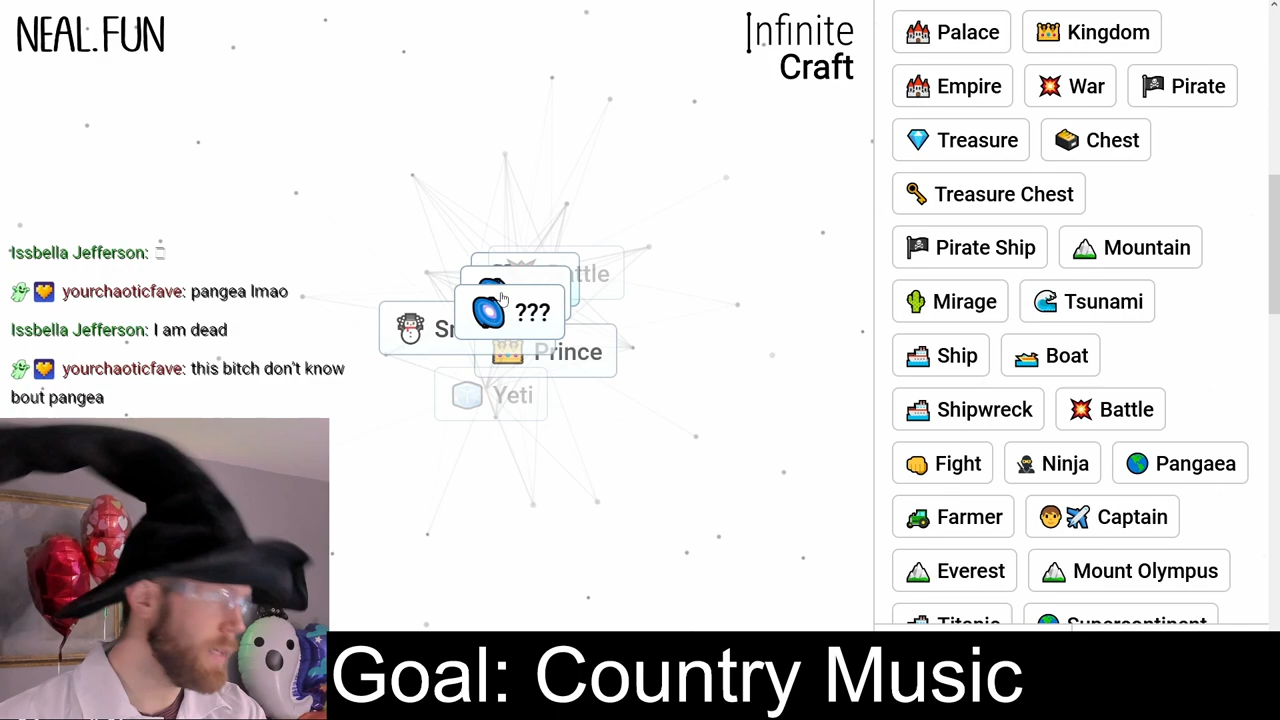 NEAL.FUN
Infinite
Craft
Issbella Jefferson:
yourchaoticfave: pangea lmao
Issbella Jefferson: I am dead
yourchaoticfave: this bitch don't know
bout pangea
???
Prince
Yeti
Palace
Kingdom
Empire
War
Pirate
Treasure
Chest
Treasure Chest
Pirate Ship
Mountain
Mirage
Tsunami
Ship
Boat
Shipwreck
Battle
Fight
Ninja
Pangaea
Farmer
Captain
Everest
Mount Olympus
Titanic
Supercontinent
Goal: Country Music